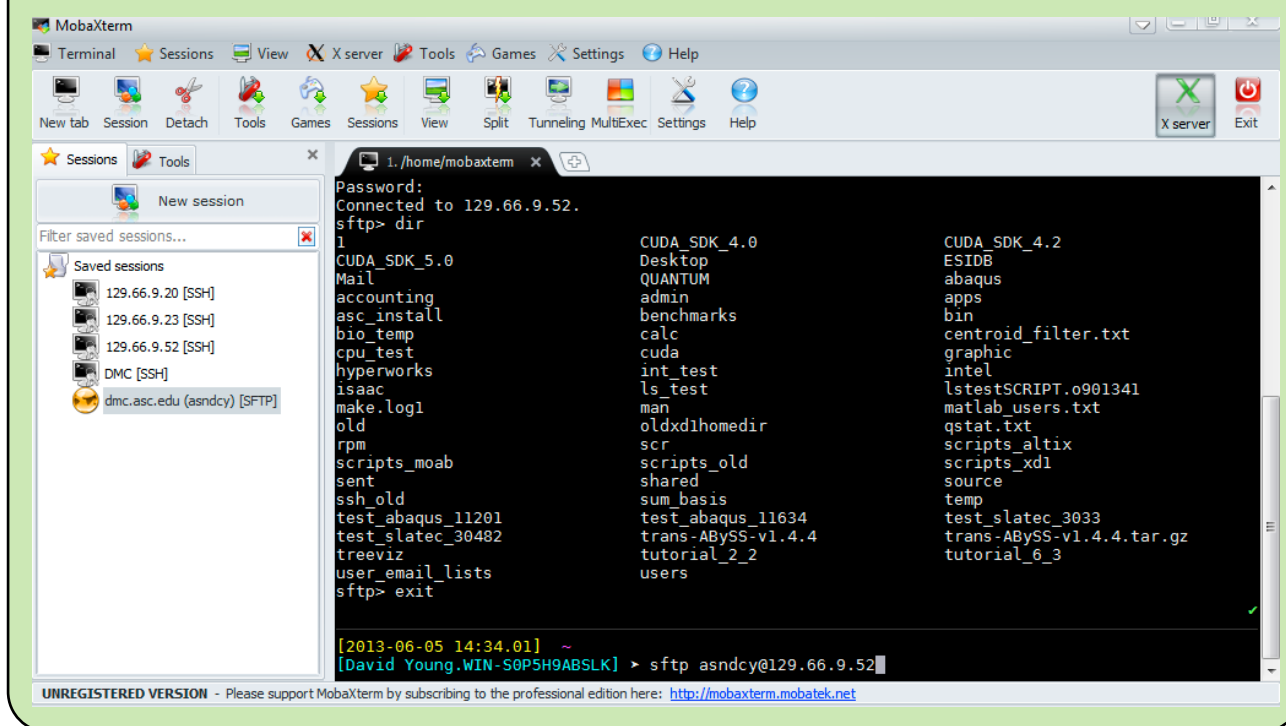 MobaXterm
Terminal Sessions View X server Tools Games Settings Help
New tab Session Detach Tools Games Sessions View Split Tunneling MultiExec Settings Help X server Exit
Sessions Tools
1. /home/mobaxterm
New session
Filter saved sessions...
Saved sessions
129.66.9.20 [SSH]
129.66.9.23 [SSH]
129.66.9.52 [SSH]
DMC [SSH]
dmc.asc.edu (asndcy) [SFTP]
Password:
Connected to 129.66.9.52.
sftp> dir
1 CUDA_SDK_4.0 CUDA_SDK_4.2
CUDA_SDK_5.0 Desktop ESIDB
Mail QUANTUM abaqus
accounting admin apps
asc_install benchmarks bin
bio_temp calc centroid_filter.txt
cpu_test cuda graphic
hyperworks int_test intel
isaac ls_test lstestSCRIPT.o901341
make.log1 man matlab_users.txt
old oldxd1homedir qstat.txt
rpm scr scripts_altix
scripts_moab scripts_old scripts_xd1
sent shared source
ssh_old sum_basis temp
test_abaqus_11201 test_abaqus_11634 test_slatec_3033
test_slatec_30482 trans-ABySS-v1.4.4 trans-ABySS-v1.4.4.tar.gz
treeviz tutorial_2_2 tutorial_6_3
user_email_lists users
sftp> exit
[2013-06-05 14:34.01] ~
[David Young.WIN-S0P5H9ABSLK] ➤ sftp asndcy@129.66.9.52
UNREGISTERED VERSION - Please support MobaXterm by subscribing to the professional edition here: http://mobaxterm.mobatek.net